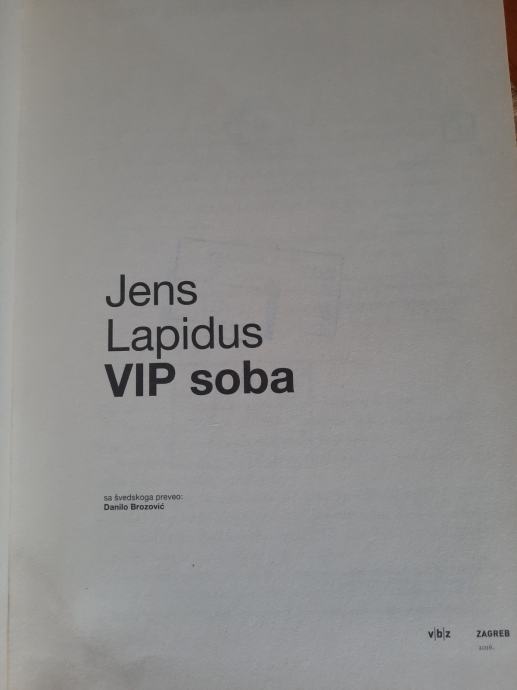 Jens
Lapidus
VIP soba
sa švedskoga preveo:
Danilo Brozović
v|b|z ZAGREB
2016.